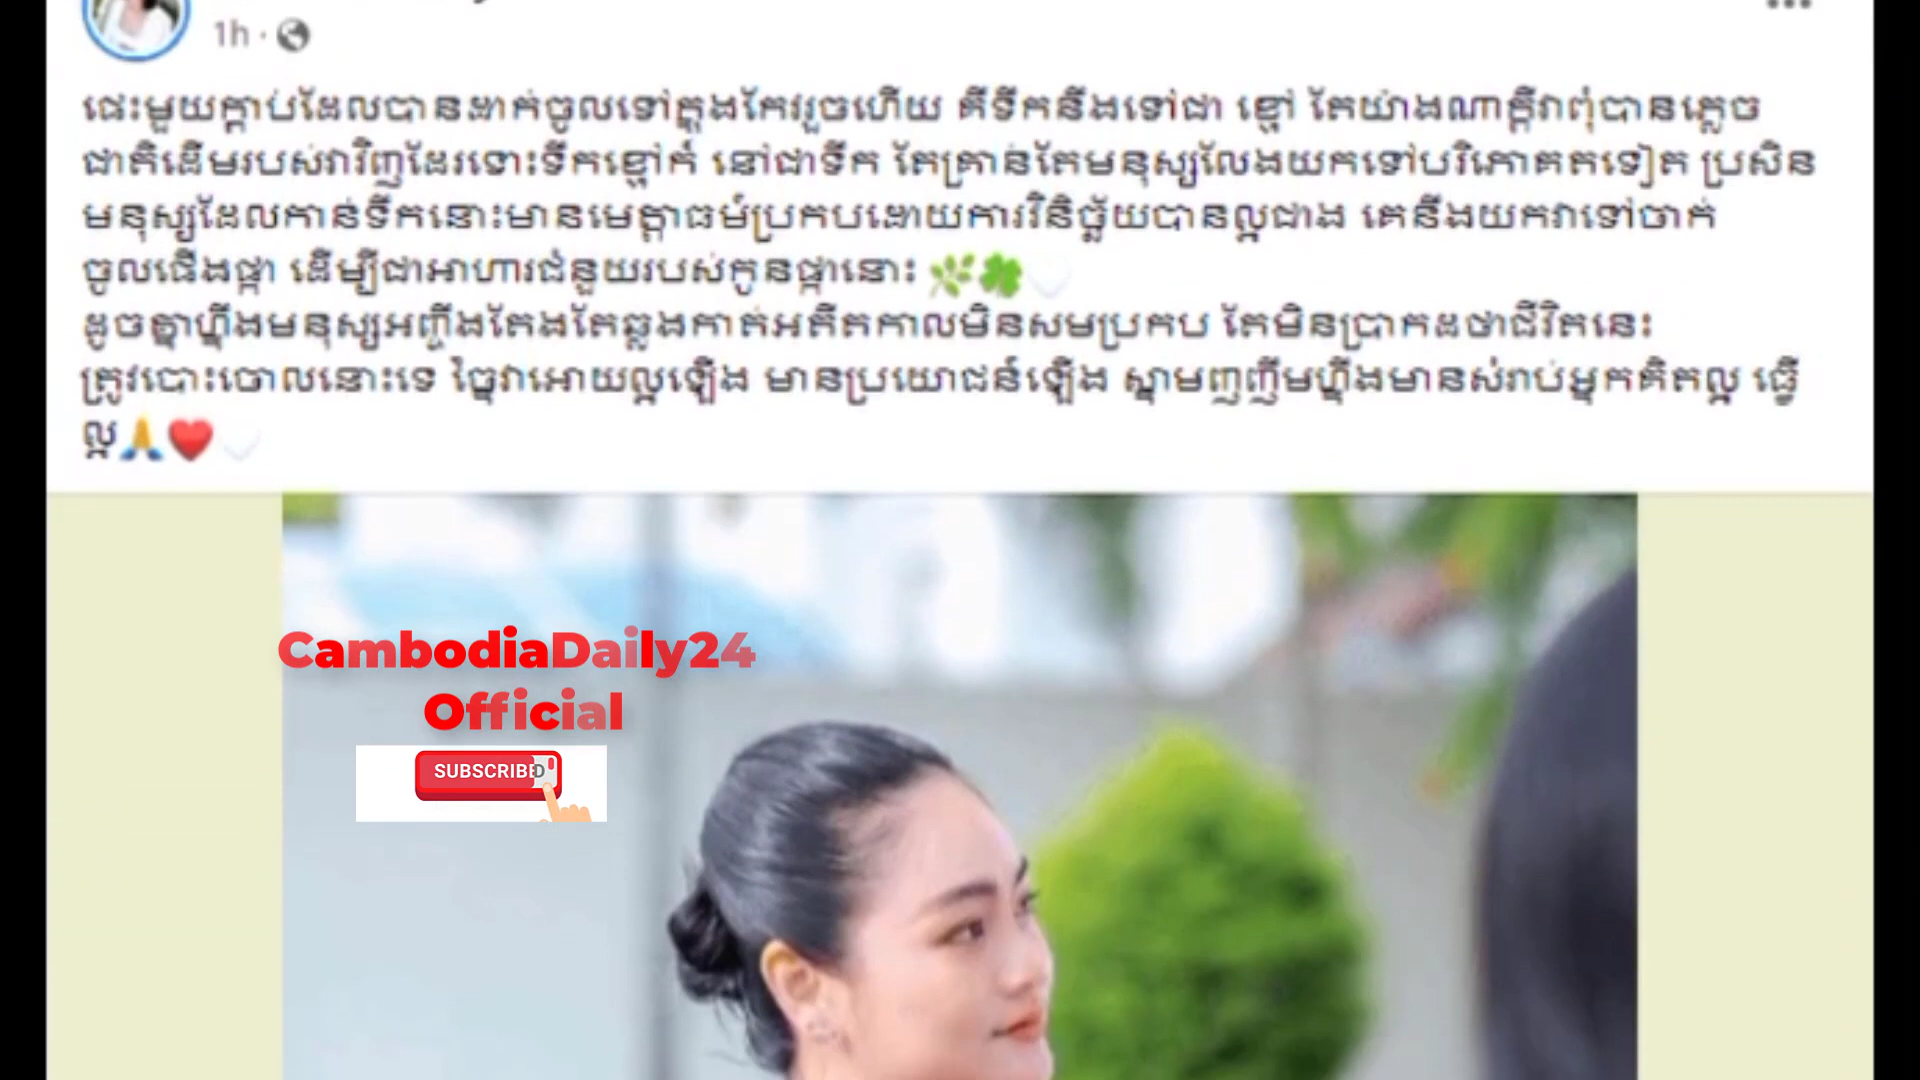 1h ·
ផេះមួយក្ដាប់ដែលបានដាក់ចូលទៅក្នុងកែវរួចហើយ គឺទឹកនឹងទៅជា ខ្មៅ តែយ៉ាងណាក្ដីវាពុំបានភ្លេច
ជាតិដើមរបស់វាវិញដែរទោះទឹកខ្មៅក៏ នៅជាទឹក តែគ្រាន់តែមនុស្សលែងយកទៅបរិភោគតទៀត ប្រសិន
មនុស្សដែលកាន់ទឹកនោះមានមេត្តាធម៌ប្រកបដោយការវិនិច្ឆ័យបានល្អជាង គេនឹងយកវាទៅចាក់
ចូលផើងផ្កា ដើម្បីជាអាហារជំនួយរបស់កូនផ្កានោះ 🌿🍀🤍
ដូចគ្នាហ្នឹងមនុស្សអញ្ចឹងតែងតែឆ្លងកាត់អតីតកាលមិនសមប្រកប តែមិនប្រាកដថាជីវិតនេះ
ត្រូវបោះចោលនោះទេ ច្នៃវាអោយល្អឡើង មានប្រយោជន៍ឡើង ស្នាមញញឹមហ្នឹងមានសំរាប់អ្នកគិតល្អ ធ្វើ
ល្អ🙏❤️🤍
CambodiaDaily24
Official
SUBSCRIBED